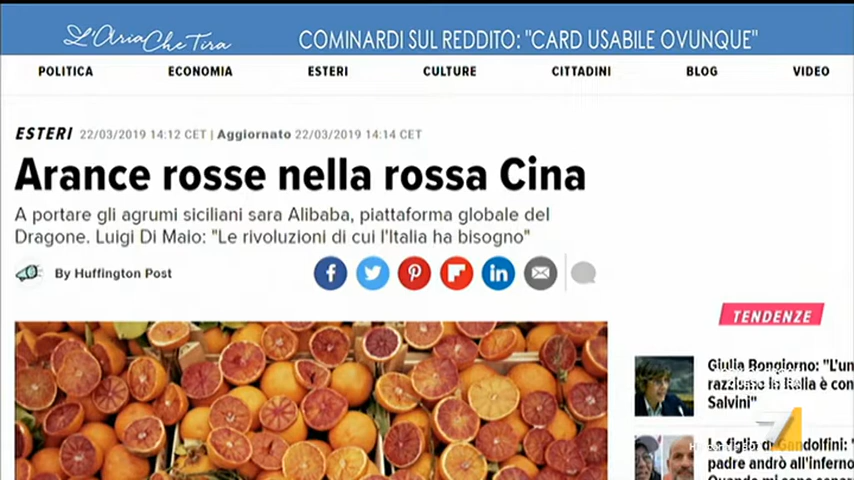 L'Aria Che Tira
COMINARDI SUL REDDITO: "CARD USABILE OVUNQUE"
POLITICA ECONOMIA ESTERI CULTURE CITTADINI BLOG VIDEO
ESTERI 22/03/2019 14:12 CET | Aggiornato 22/03/2019 14:14 CET
Arance rosse nella rossa Cina
A portare gli agrumi siciliani sara Alibaba, piattaforma globale del
Dragone. Luigi Di Maio: "Le rivoluzioni di cui l'Italia ha bisogno"
By Huffington Post
TENDENZE
Giulia Bongiorno: "L'un
razzismo in Italia è con
Salvini"
La figlia di Gandolfini: "
padre andrò all'inferno